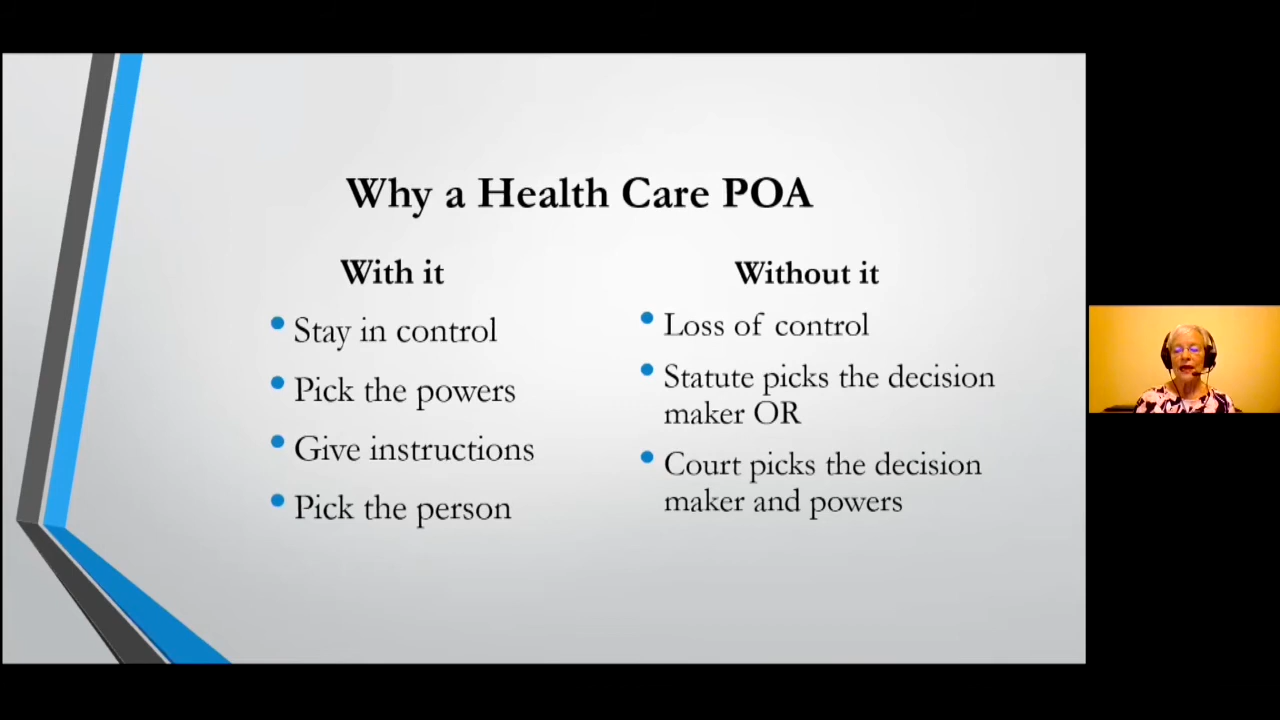 Why a Health Care POA
With it
Stay in control
Pick the powers
Give instructions
Pick the person
Without it
Loss of control
Statute picks the decision
maker OR
Court picks the decision
maker and powers